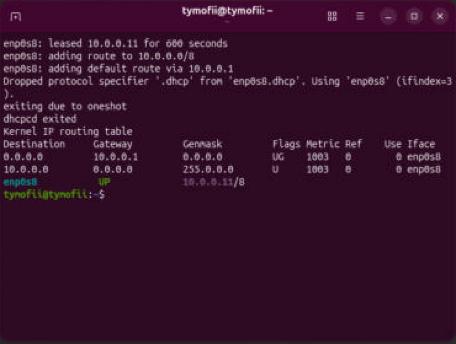 tymofii@tymofii: ~
~
enp0s8: leased 10.0.0.11 for 600 seconds
enp0s8: adding route to 10.0.0.0/8
enp0s8: adding default route via 10.0.0.1
Dropped protocol specifier '.dhcp' from 'enp0s8.dhcp'. Using 'enp0s8' (ifindex=3
).
exiting due to oneshot
dhcpcd exited
Kernel IP routing table
Destination Gateway Genmask Flags Metric Ref Use Iface
0.0.0.0 10.0.0.1 0.0.0.0 UG 1003 0 0 enp0s8
10.0.0.0 0.0.0.0 255.0.0.0 U 1003 0 0 enp0s8
enp0s8 UP 10.0.0.11/8
tymofii@tymofii:~$